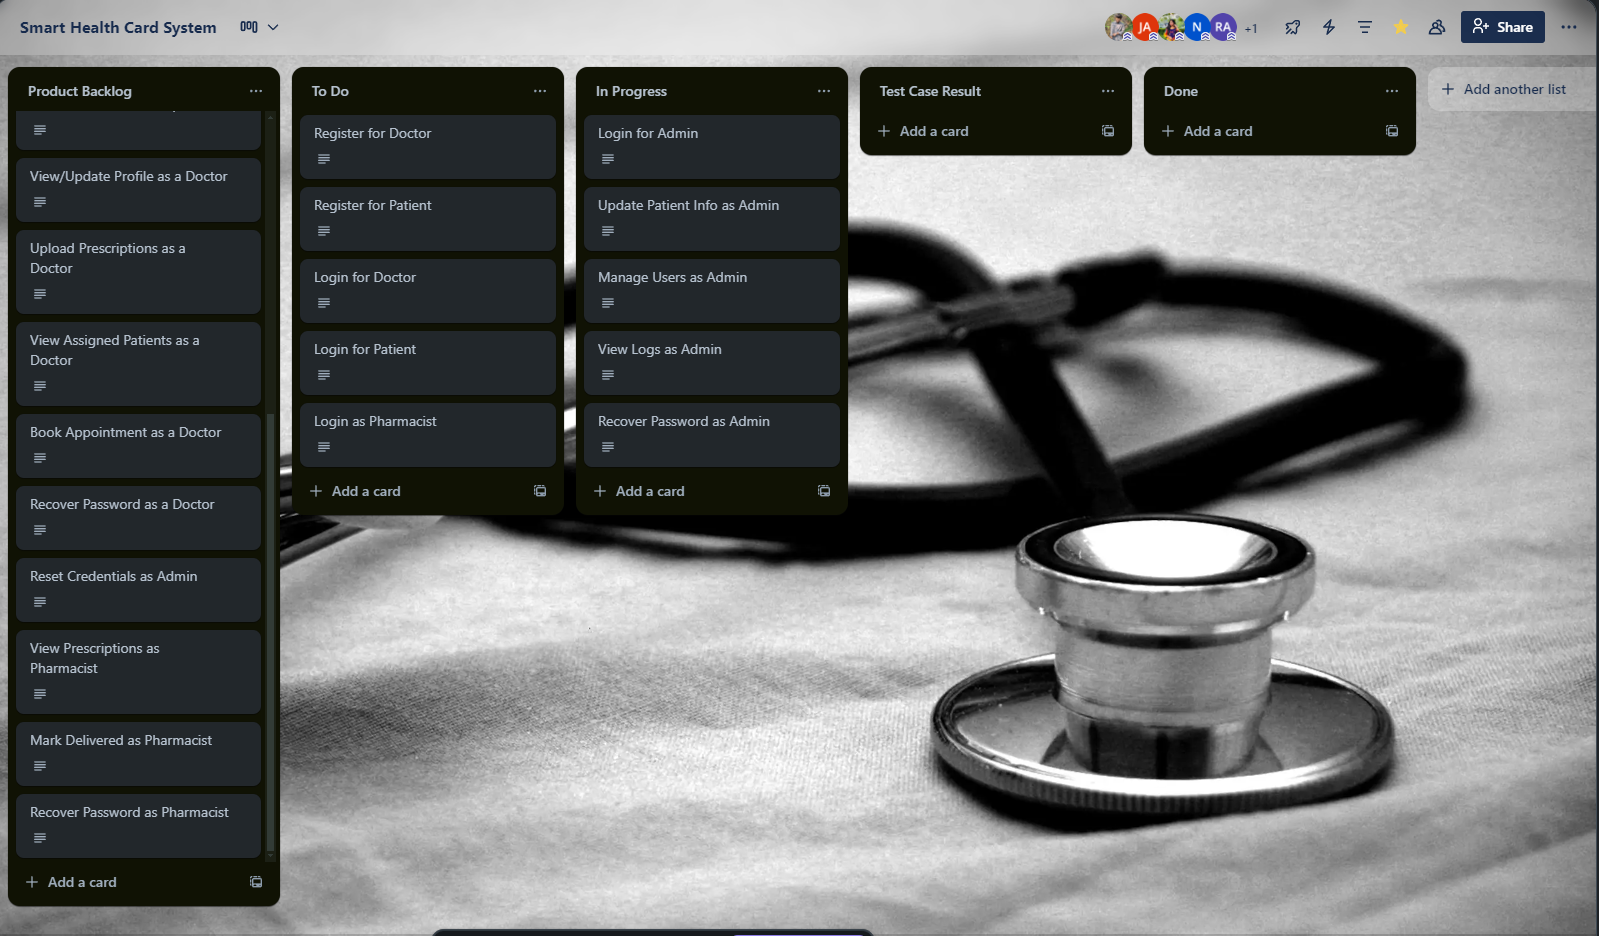 Smart Health Card System
JA
N
RA
+1
Share
Product Backlog
View/Update Profile as a Doctor
Upload Prescriptions as a
Doctor
View Assigned Patients as a
Doctor
Book Appointment as a Doctor
Recover Password as a Doctor
Reset Credentials as Admin
View Prescriptions as
Pharmacist
Mark Delivered as Pharmacist
Recover Password as Pharmacist
+ Add a card
To Do
Register for Doctor
Register for Patient
Login for Doctor
Login for Patient
Login as Pharmacist
+ Add a card
In Progress
Login for Admin
Update Patient Info as Admin
Manage Users as Admin
View Logs as Admin
Recover Password as Admin
+ Add a card
Test Case Result
+ Add a card
Done
+ Add a card
+ Add another list